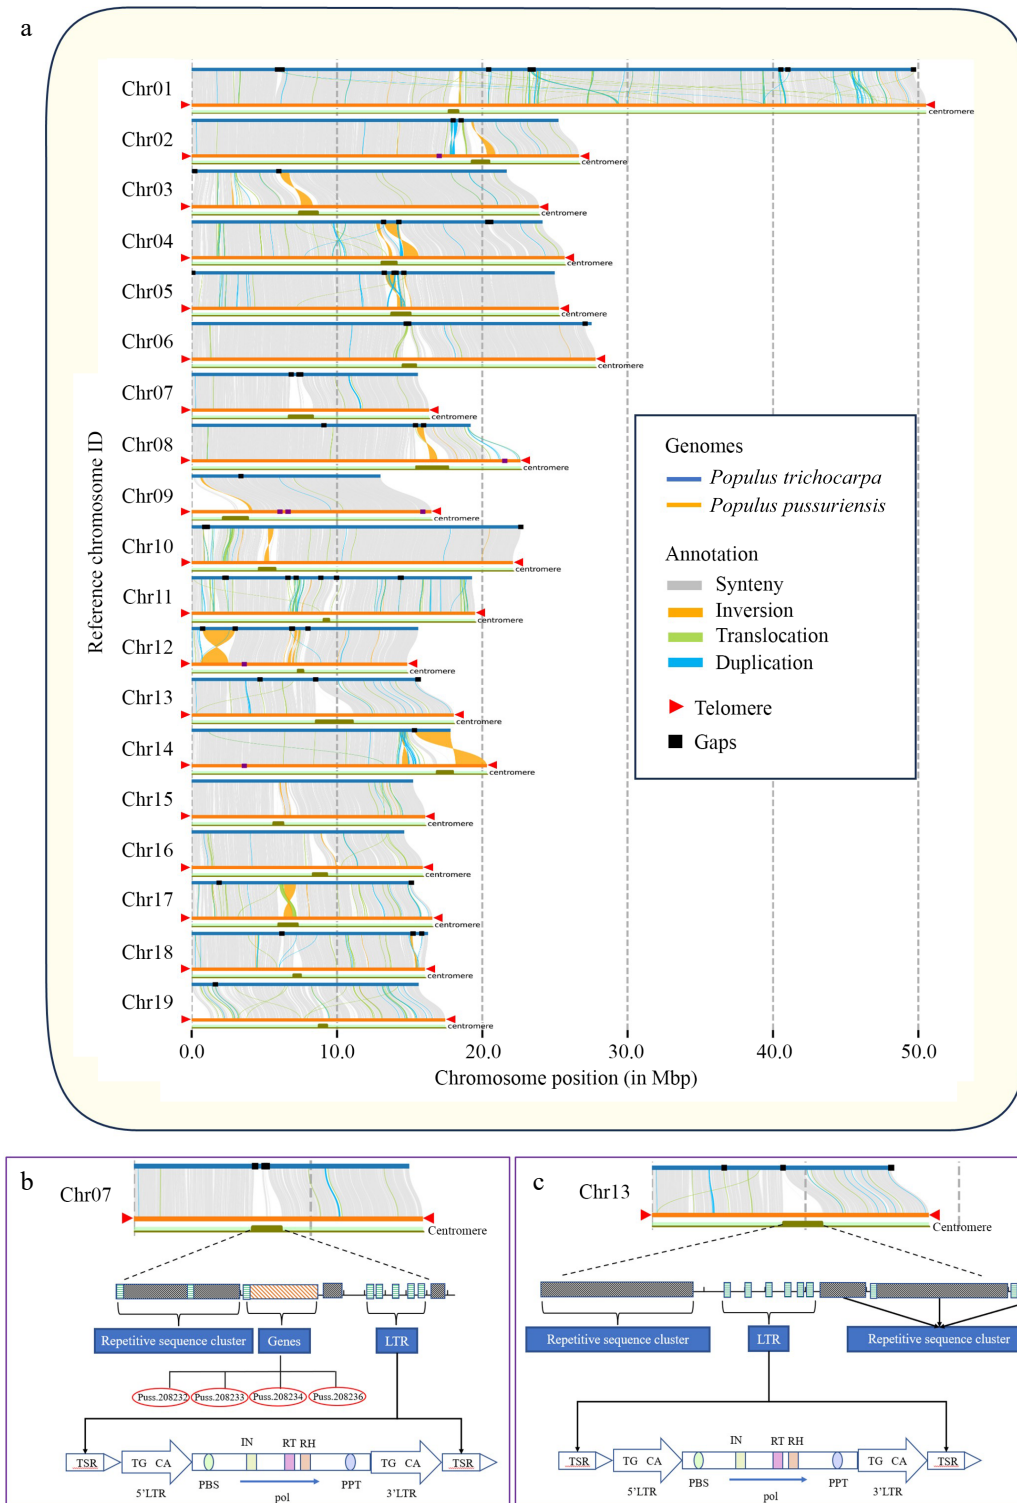 a
Chr01
centromere
Chr02
centromere
Chr03
centromere
Chr04
centromere
Chr05
centromere
Chr06
centromere
Chr07
centromere
Chr08
centromere
Chr09
centromere
Chr10
centromere
Chr11
centromere
Chr12
centromere
Chr13
centromere
Chr14
centromere
Chr15
centromere
Chr16
centromere
Chr17
centromere
Chr18
centromere
Chr19
centromere
Reference chromosome ID
0.0 10.0 20.0 30.0 40.0 50.0
Chromosome position (in Mbp)
Genomes
Populus trichocarpa
Populus pussuriensis
Annotation
Synteny
Inversion
Translocation
Duplication
Telomere
Gaps
b
Chr07
Centromere
Repetitive sequence cluster Genes LTR
Puss.208232 Puss.208233 Puss.208234 Puss.208236
IN RT RH
TSR TG CA TG CA TSR
PBS PPT
5'LTR pol 3'LTR
c
Chr13
Centromere
Repetitive sequence cluster LTR Repetitive sequence cluster
IN RT RH
TSR TG CA TG CA TSR
PBS PPT
5'LTR pol 3'LTR